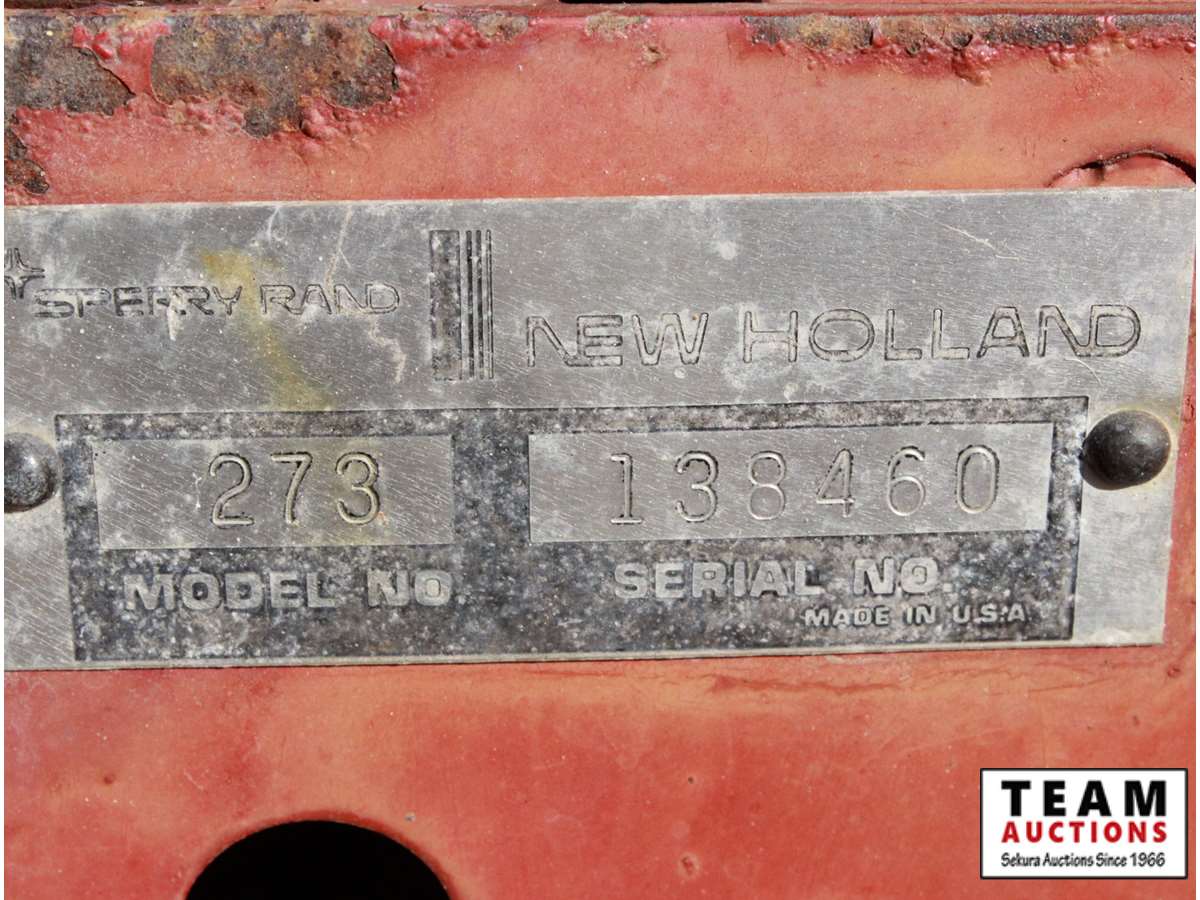 SPERRY RAND
NEW HOLLAND
273
138460
MODEL NO.
SERIAL NO.
MADE IN U.S.A
TEAM
AUCTIONS
Sekura Auctions Since 1966